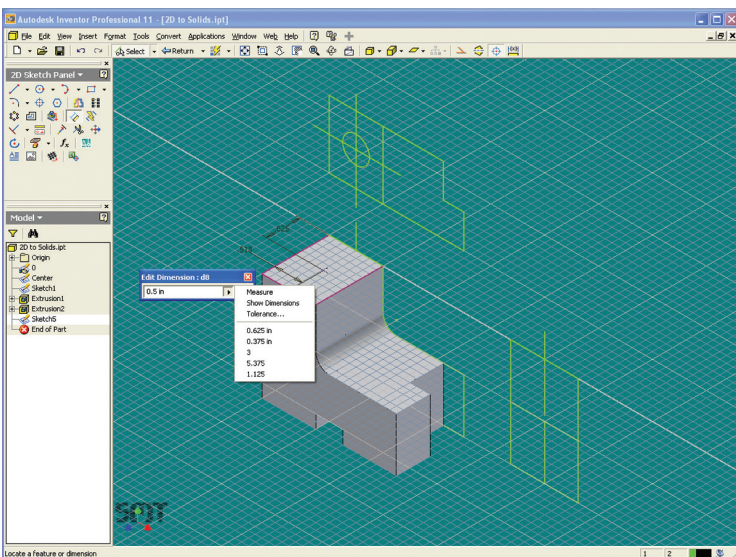 Autodesk Inventor Professional 11 - [2D to Solids.ipt]
File Edit View Insert Format Tools Convert Applications Window Web Help
Select Return
2D Sketch Panel
fx
Model
2D to Solids.ipt
Origin
0
Center
Sketch1
Extrusion1
Extrusion2
Sketch5
End of Part
.625
Edit Dimension : d8
0.5 in
Measure
Show Dimensions
Tolerance...
0.625 in
0.375 in
3
5.375
1.125
Locate a feature or dimension
1 2